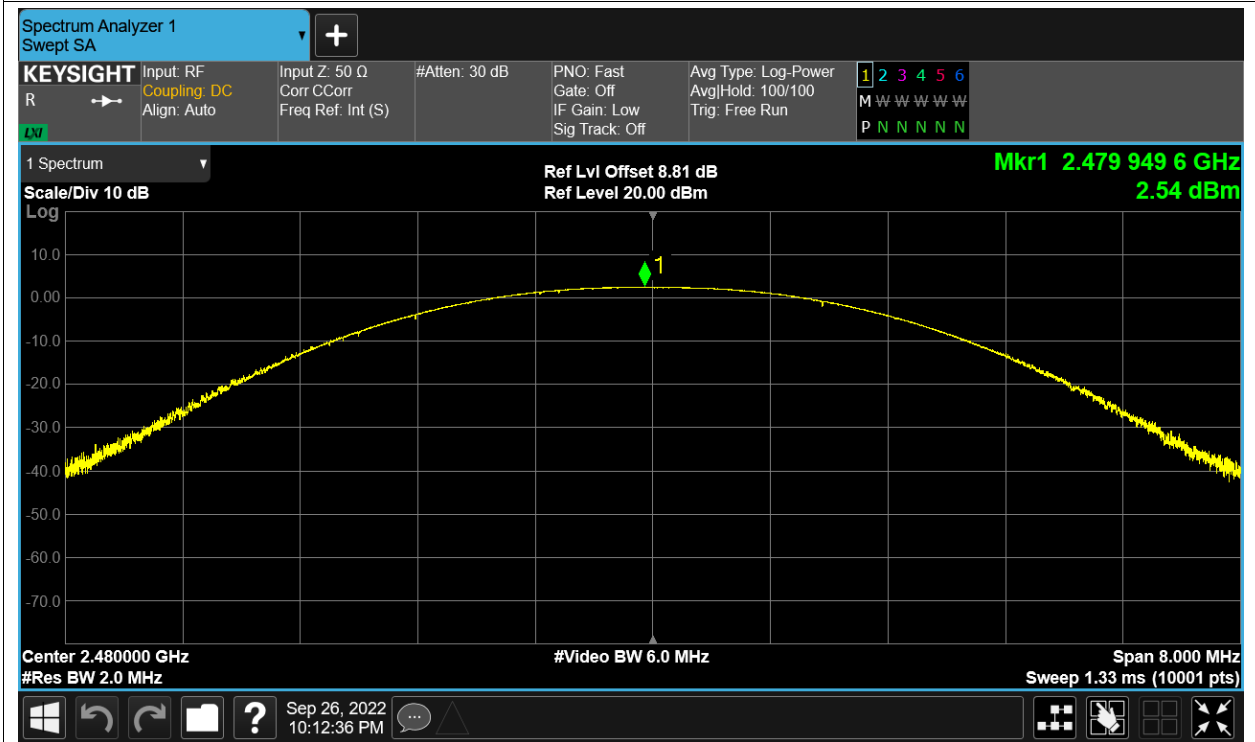 Spectrum Analyzer 1
Swept SA
+
KEYSIGHT
R
LXI
Input: RF
Coupling: DC
Align: Auto
Input Z: 50 Ω
Corr CCorr
Freq Ref: Int (S)
#Atten: 30 dB
PNO: Fast
Gate: Off
IF Gain: Low
Sig Track: Off
Avg Type: Log-Power
Avg|Hold: 100/100
Trig: Free Run
1 2 3 4 5 6
M W W W W W
P N N N N N
1 Spectrum
Scale/Div 10 dB
Log
Ref Lvl Offset 8.81 dB
Ref Level 20.00 dBm
Mkr1 2.479 949 6 GHz
2.54 dBm
10.0
0.00
-10.0
-20.0
-30.0
-40.0
-50.0
-60.0
-70.0
1
Center 2.480000 GHz
#Res BW 2.0 MHz
#Video BW 6.0 MHz
Span 8.000 MHz
Sweep 1.33 ms (10001 pts)
?
Sep 26, 2022
10:12:36 PM